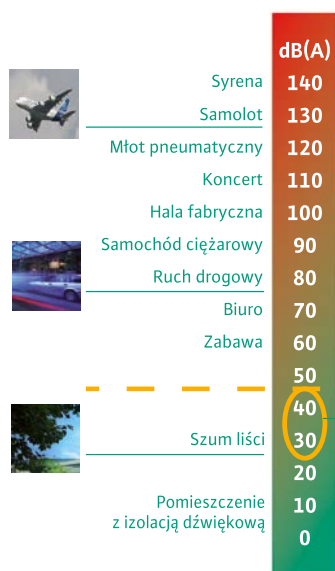 dB(A)
Syrena 140
Samolot 130
Młot pneumatyczny 120
Koncert 110
Hala fabryczna 100
Samochód ciężarowy 90
Ruch drogowy 80
Biuro 70
Zabawa 60
50
40
Szum liści 30
20
Pomieszczenie 10
z izolacją dźwiękową
0